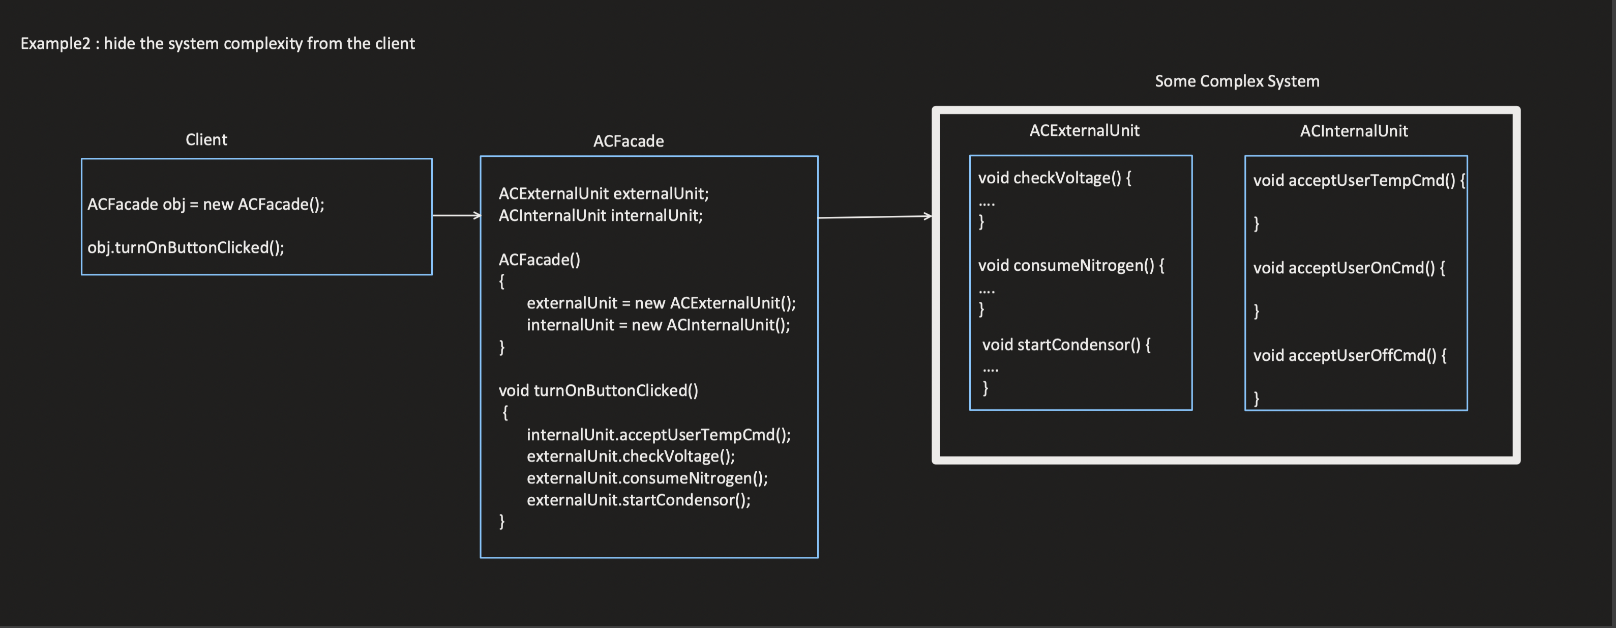 Example2 : hide the system complexity from the client
Client
ACFacade obj = new ACFacade();
obj.turnOnButtonClicked();
ACFacade
ACExternalUnit externalUnit;
ACInternalUnit internalUnit;
ACFacade()
{
externalUnit = new ACExternalUnit();
internalUnit = new ACInternalUnit();
}
void turnOnButtonClicked()
{
internalUnit.acceptUserTempCmd();
externalUnit.checkVoltage();
externalUnit.consumeNitrogen();
externalUnit.startCondensor();
}
Some Complex System
ACExternalUnit
void checkVoltage() {
....
}
void consumeNitrogen() {
....
}
void startCondensor() {
....
}
ACInternalUnit
void acceptUserTempCmd() {
}
void acceptUserOnCmd() {
}
void acceptUserOffCmd() {
}